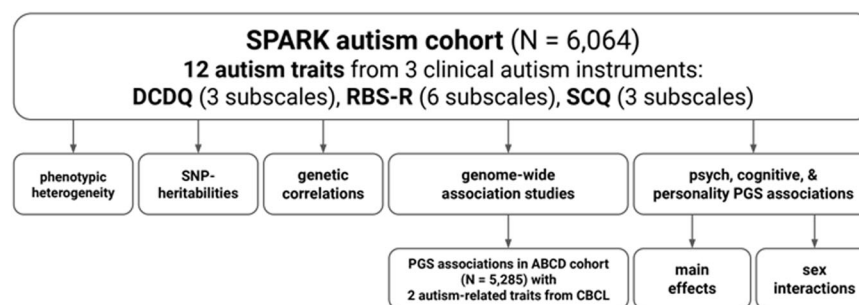 SPARK autism cohort (N = 6,064)
12 autism traits from 3 clinical autism instruments:
DCDQ (3 subscales), RBS-R (6 subscales), SCQ (3 subscales)
phenotypic
heterogeneity
SNP-
heritabilities
genetic
correlations
genome-wide
association studies
psych, cognitive, &
personality PGS associations
PGS associations in ABCD cohort
(N = 5,285) with
2 autism-related traits from CBCL
main
effects
sex
interactions